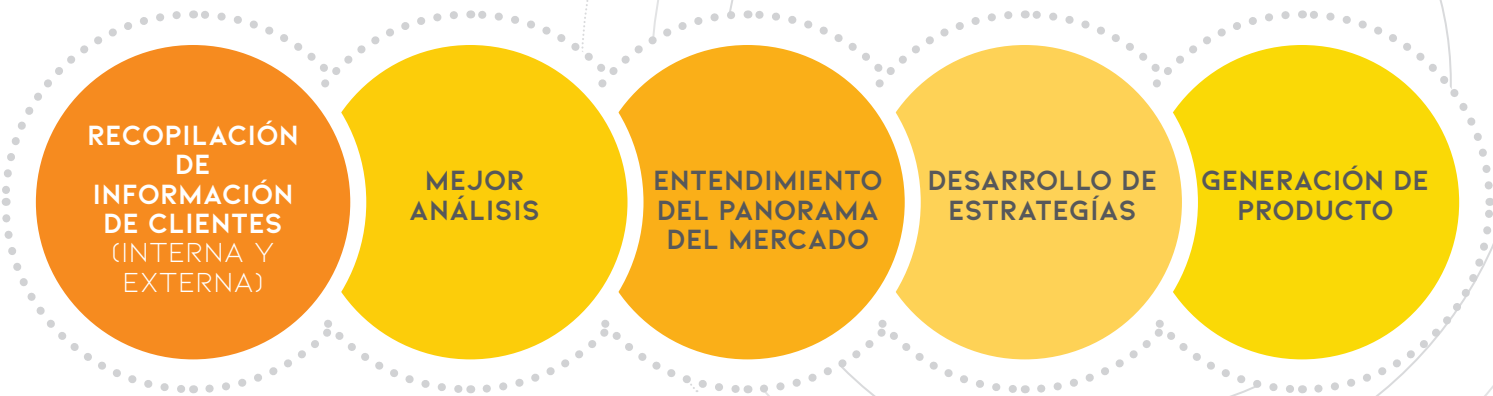 RECOPILACIÓN
DE
INFORMACIÓN
DE CLIENTES
(INTERNA Y
EXTERNA)
MEJOR
ANÁLISIS
ENTENDIMIENTO
DEL PANORAMA
DEL MERCADO
DESARROLLO DE
ESTRATEGÍAS
GENERACIÓN DE
PRODUCTO